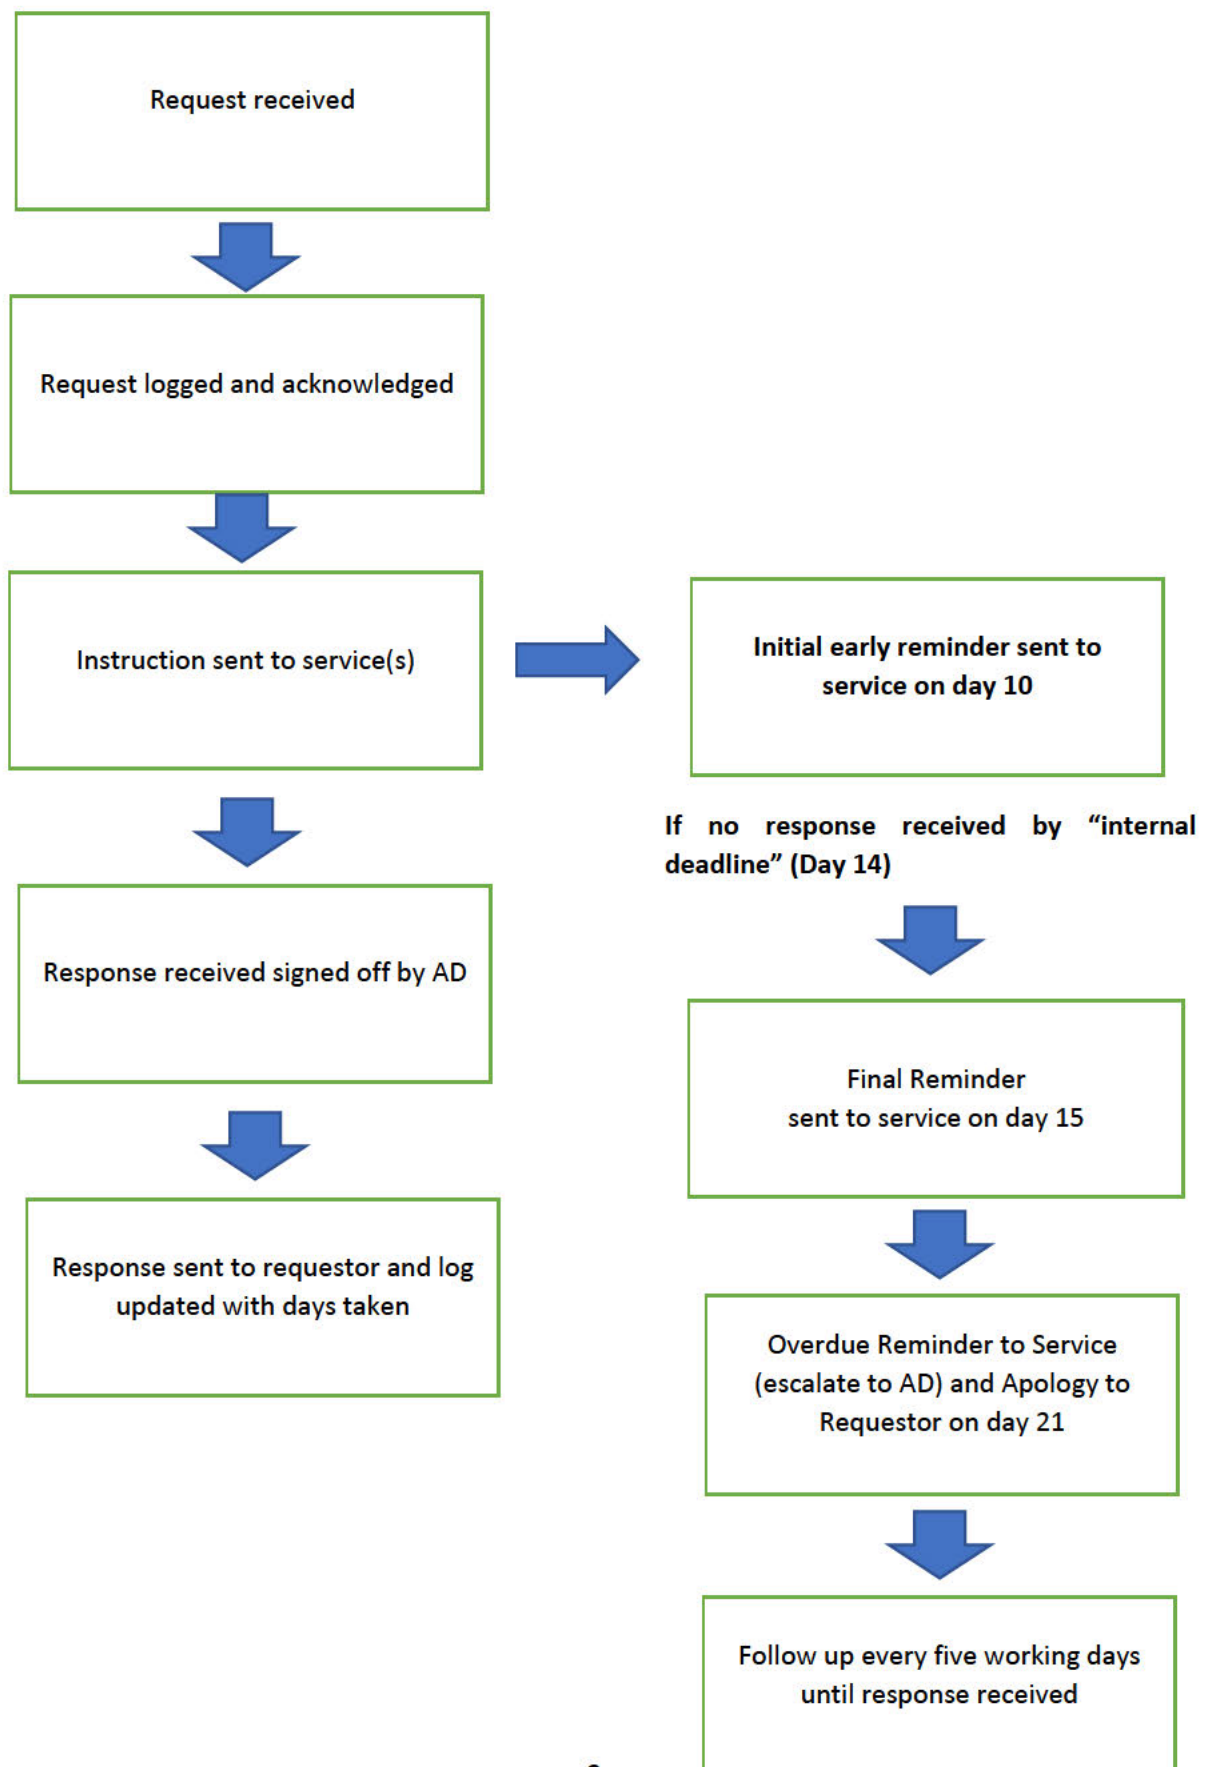 Request received
Request logged and acknowledged
Instruction sent to service(s)
Initial early reminder sent to
service on day 10
If no response received by “internal
deadline” (Day 14)
Response received signed off by AD
Final Reminder
sent to service on day 15
Response sent to requestor and log
updated with days taken
Overdue Reminder to Service
(escalate to AD) and Apology to
Requestor on day 21
Follow up every five working days
until response received